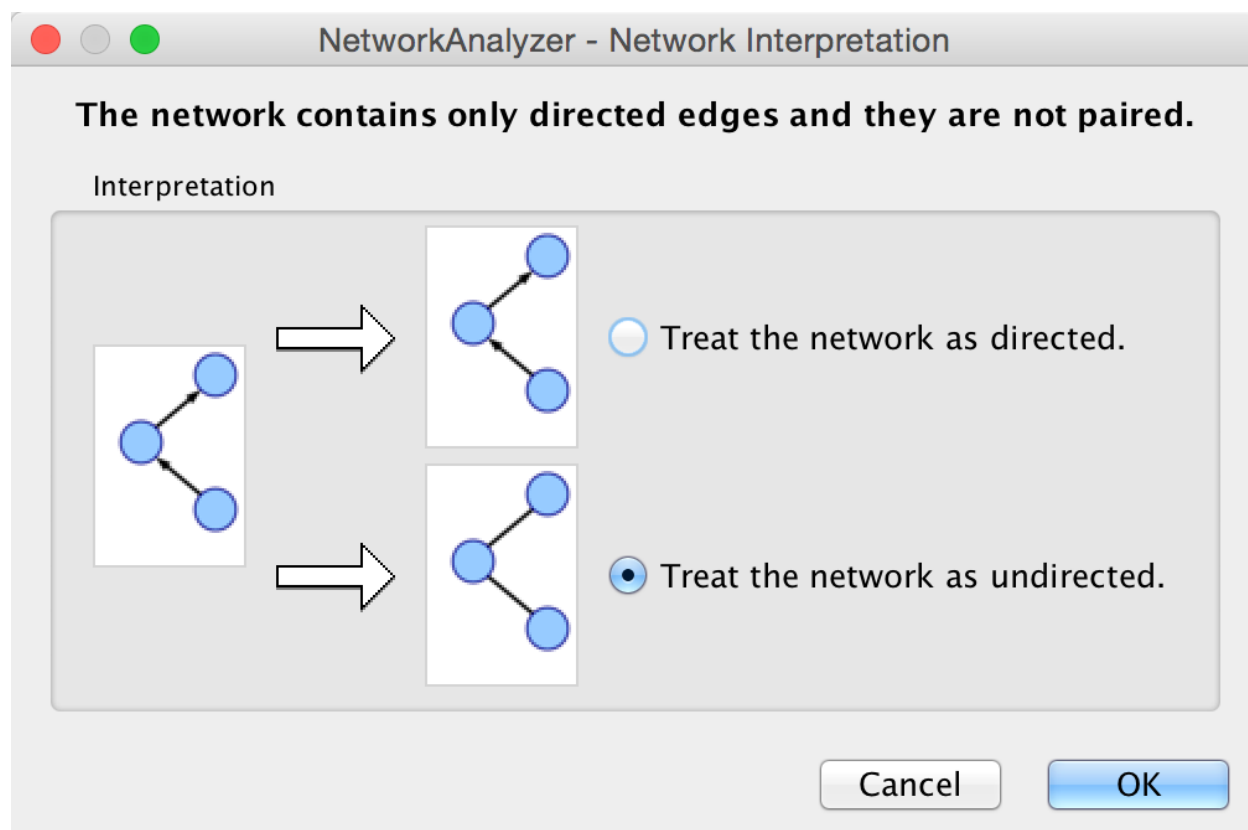 NetworkAnalyzer - Network Interpretation
The network contains only directed edges and they are not paired.
Interpretation
Treat the network as directed.
Treat the network as undirected.
Cancel
OK